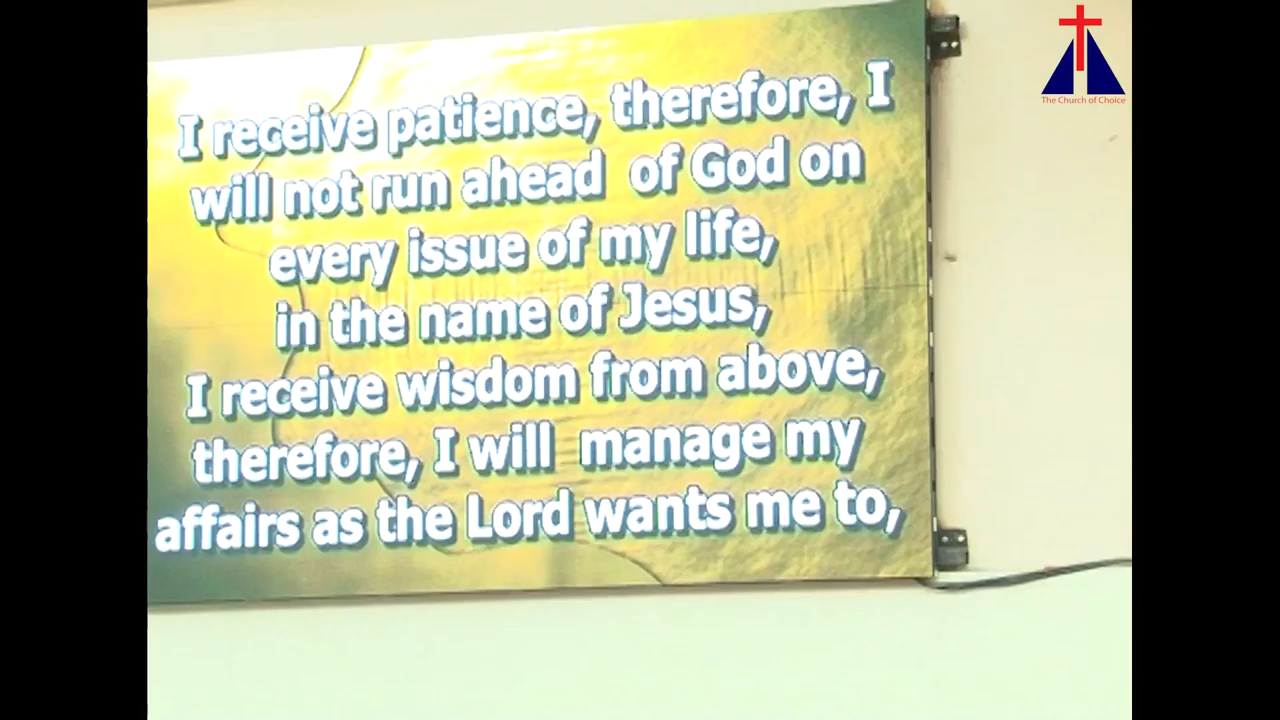 The Church of Choice
I receive patience, therefore, I
will not run ahead of God on
every issue of my life,
in the name of Jesus,
I receive wisdom from above,
therefore, I will manage my
affairs as the Lord wants me to,